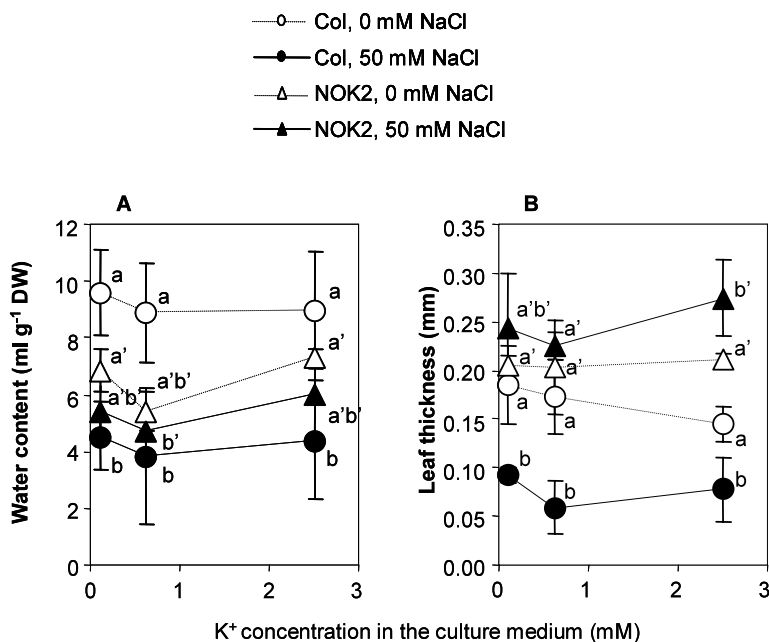 Col, 0 mM NaCl
Col, 50 mM NaCl
NOK2, 0 mM NaCl
NOK2, 50 mM NaCl
A
12
10
8
6
4
2
0
0
1
2
3
Water content (ml g-1 DW)
a
a
a
a'
a'b'
a'
a'b'
b'
a'b'
b
b
b
B
0.35
0.30
0.25
0.20
0.15
0.10
0.05
0.00
0
1
2
3
Leaf thickness (mm)
a'b'
a'
b'
a'
a'
a'
a
a
a
b
b
b
K+ concentration in the culture medium (mM)